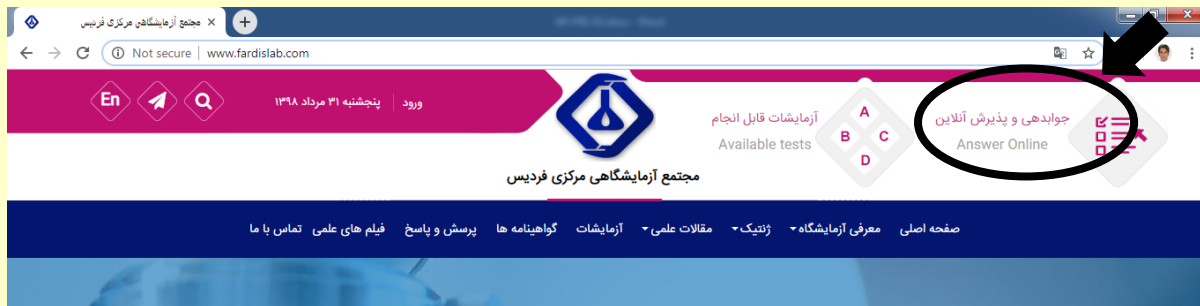 مجتمع آزمایشگاهی مرکزی فردیس
Not secure | www.fardislab.com
En
ورود | پنجشنبه ۳۱ مرداد ۱۳۹۸
آزمایشات قابل انجام
Available tests
A
B C
D
جوابدهی و پذیرش آنلاین
Answer Online
مجتمع آزمایشگاهی مرکزی فردیس
صفحه اصلی معرفی آزمایشگاه ژنتیک مقالات علمی آزمایشات گواهینامه ها پرسش و پاسخ فیلم های علمی تماس با ما